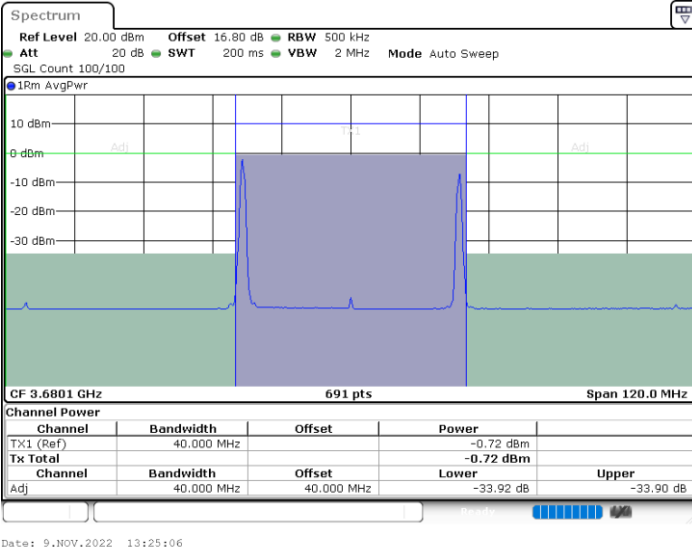 Spectrum
Ref Level 20.00 dBm Offset 16.80 dB RBW 500 kHz
Att 20 dB SWT 200 ms VBW 2 MHz Mode Auto Sweep
SGL Count 100/100
1Rm AvgPwr
10 dBm
TX1
Adj Adj
0 dBm
-10 dBm
-20 dBm
-30 dBm
CF 3.6801 GHz 691 pts Span 120.0 MHz
Channel Power
Channel Bandwidth Offset Power
TX1 (Ref) 40.000 MHz -0.72 dBm
Tx Total -0.72 dBm
Channel Bandwidth Offset Lower Upper
Adj 40.000 MHz 40.000 MHz -33.92 dB -33.90 dB
Ready
Date: 9.NOV.2022 13:25:06